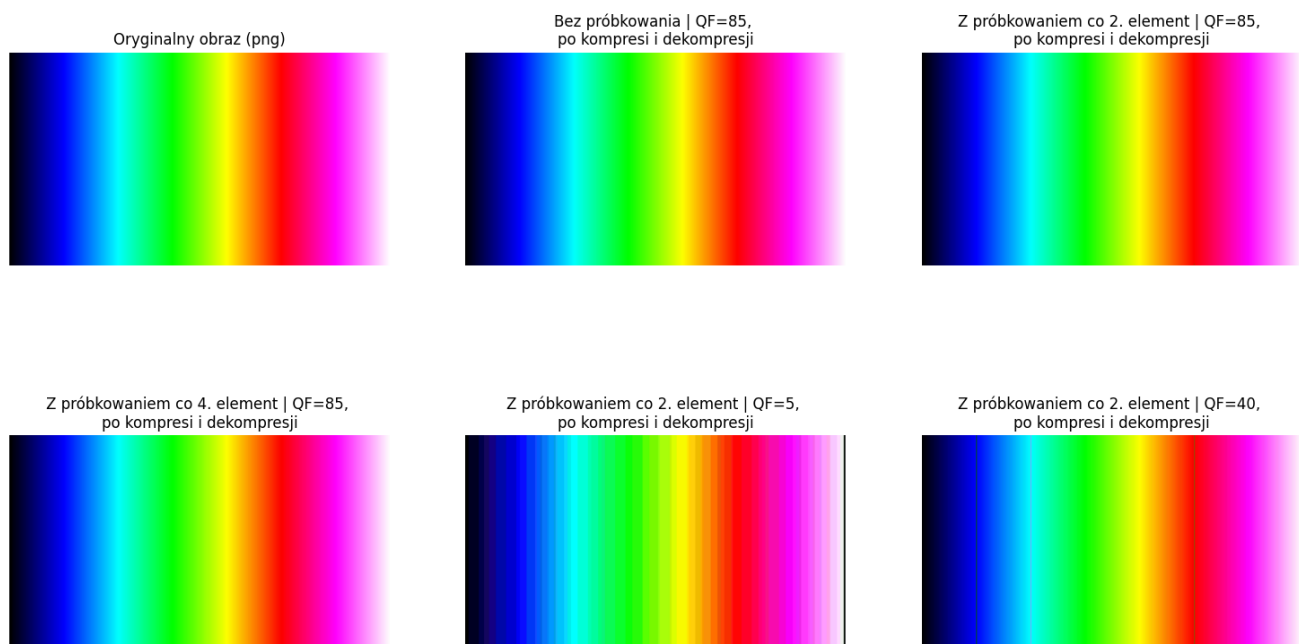 Oryginalny obraz (png)
Bez próbkowania | QF=85,
po kompresi i dekompresji
Z próbkowaniem co 2. element | QF=85,
po kompresi i dekompresji
Z próbkowaniem co 4. element | QF=85,
po kompresi i dekompresji
Z próbkowaniem co 2. element | QF=5,
po kompresi i dekompresji
Z próbkowaniem co 2. element | QF=40,
po kompresi i dekompresji